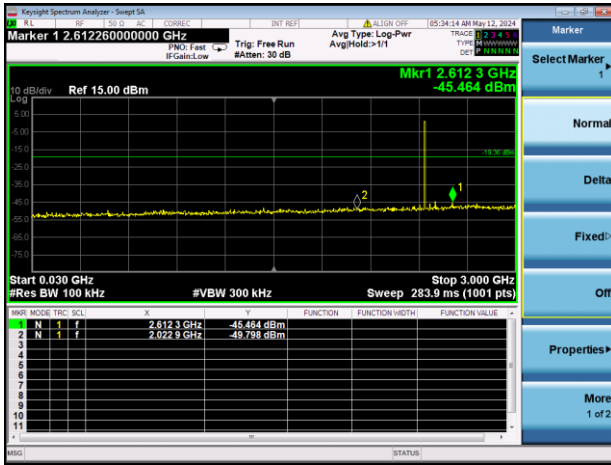 Keysight Spectrum Analyzer - Swept SA
RL RF 50 Ω AC CORREC INT REF ALIGN OFF 05:34:14 AM May 12, 2024
Marker 1 2.612260000000 GHz
PNO: Fast
IFGain:Low
Trig: Free Run
#Atten: 30 dB
Avg Type: Log-Pwr
Avg|Hold:>1/1
TRACE 1 2 3 4 5 6
TYPE M W W W W W
DET P N N N N N
Mkr1 2.612 3 GHz
-45.464 dBm
10 dB/div Ref 15.00 dBm
Log
5.00
-5.00
-15.0
-19.36 dBm
-25.0
-35.0
-45.0
-55.0
-65.0
-75.0
2
1
Start 0.030 GHz Stop 3.000 GHz
#Res BW 100 kHz #VBW 300 kHz Sweep 283.9 ms (1001 pts)
MKR MODE TRC SCL X Y FUNCTION FUNCTION WIDTH FUNCTION VALUE
1 N 1 f 2.612 3 GHz -45.464 dBm
2 N 1 f 2.022 9 GHz -49.798 dBm
3
4
5
6
7
8
9
10
11
MSG STATUS
Marker
Select Marker
1
Normal
Delta
Fixed
Off
Properties
More
1 of 2